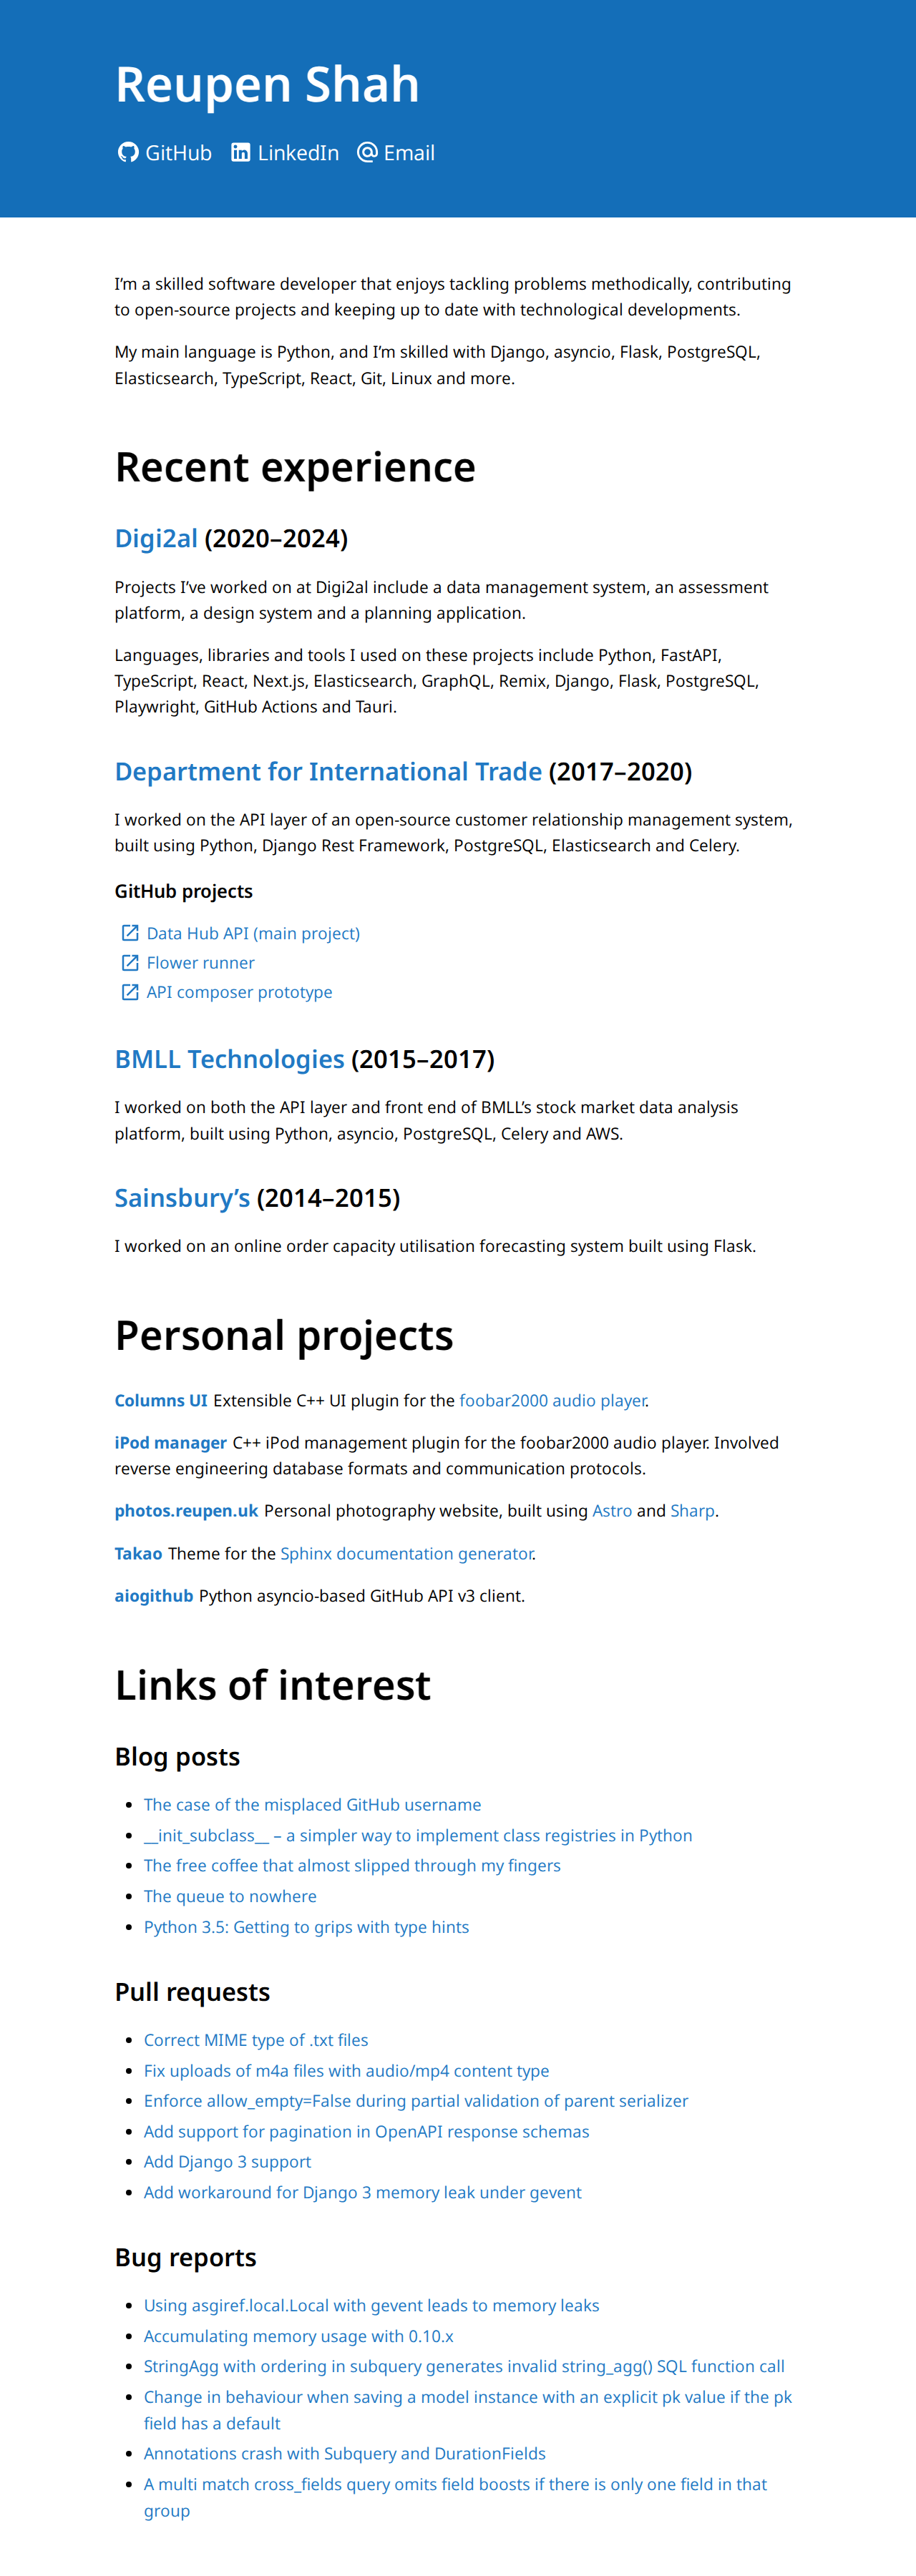 Reupen Shah
GitHub LinkedIn Email
I’m a skilled software developer that enjoys tackling problems methodically, contributing
to open-source projects and keeping up to date with technological developments.
My main language is Python, and I’m skilled with Django, asyncio, Flask, PostgreSQL,
Elasticsearch, TypeScript, React, Git, Linux and more.
Recent experience
Digi2al (2020–2024)
Projects I’ve worked on at Digi2al include a data management system, an assessment
platform, a design system and a planning application.
Languages, libraries and tools I used on these projects include Python, FastAPI,
TypeScript, React, Next.js, Elasticsearch, GraphQL, Remix, Django, Flask, PostgreSQL,
Playwright, GitHub Actions and Tauri.
Department for International Trade (2017–2020)
I worked on the API layer of an open-source customer relationship management system,
built using Python, Django Rest Framework, PostgreSQL, Elasticsearch and Celery.
GitHub projects
Data Hub API (main project)
Flower runner
API composer prototype
BMLL Technologies (2015–2017)
I worked on both the API layer and front end of BMLL’s stock market data analysis
platform, built using Python, asyncio, PostgreSQL, Celery and AWS.
Sainsbury’s (2014–2015)
I worked on an online order capacity utilisation forecasting system built using Flask.
Personal projects
Columns UI Extensible C++ UI plugin for the foobar2000 audio player.
iPod manager C++ iPod management plugin for the foobar2000 audio player. Involved
reverse engineering database formats and communication protocols.
photos.reupen.uk Personal photography website, built using Astro and Sharp.
Takao Theme for the Sphinx documentation generator.
aiogithub Python asyncio-based GitHub API v3 client.
Links of interest
Blog posts
• The case of the misplaced GitHub username
• __init_subclass__ – a simpler way to implement class registries in Python
• The free coffee that almost slipped through my fingers
• The queue to nowhere
• Python 3.5: Getting to grips with type hints
Pull requests
• Correct MIME type of .txt files
• Fix uploads of m4a files with audio/mp4 content type
• Enforce allow_empty=False during partial validation of parent serializer
• Add support for pagination in OpenAPI response schemas
• Add Django 3 support
• Add workaround for Django 3 memory leak under gevent
Bug reports
• Using asgiref.local.Local with gevent leads to memory leaks
• Accumulating memory usage with 0.10.x
• StringAgg with ordering in subquery generates invalid string_agg() SQL function call
• Change in behaviour when saving a model instance with an explicit pk value if the pk
field has a default
• Annotations crash with Subquery and DurationFields
• A multi match cross_fields query omits field boosts if there is only one field in that
group